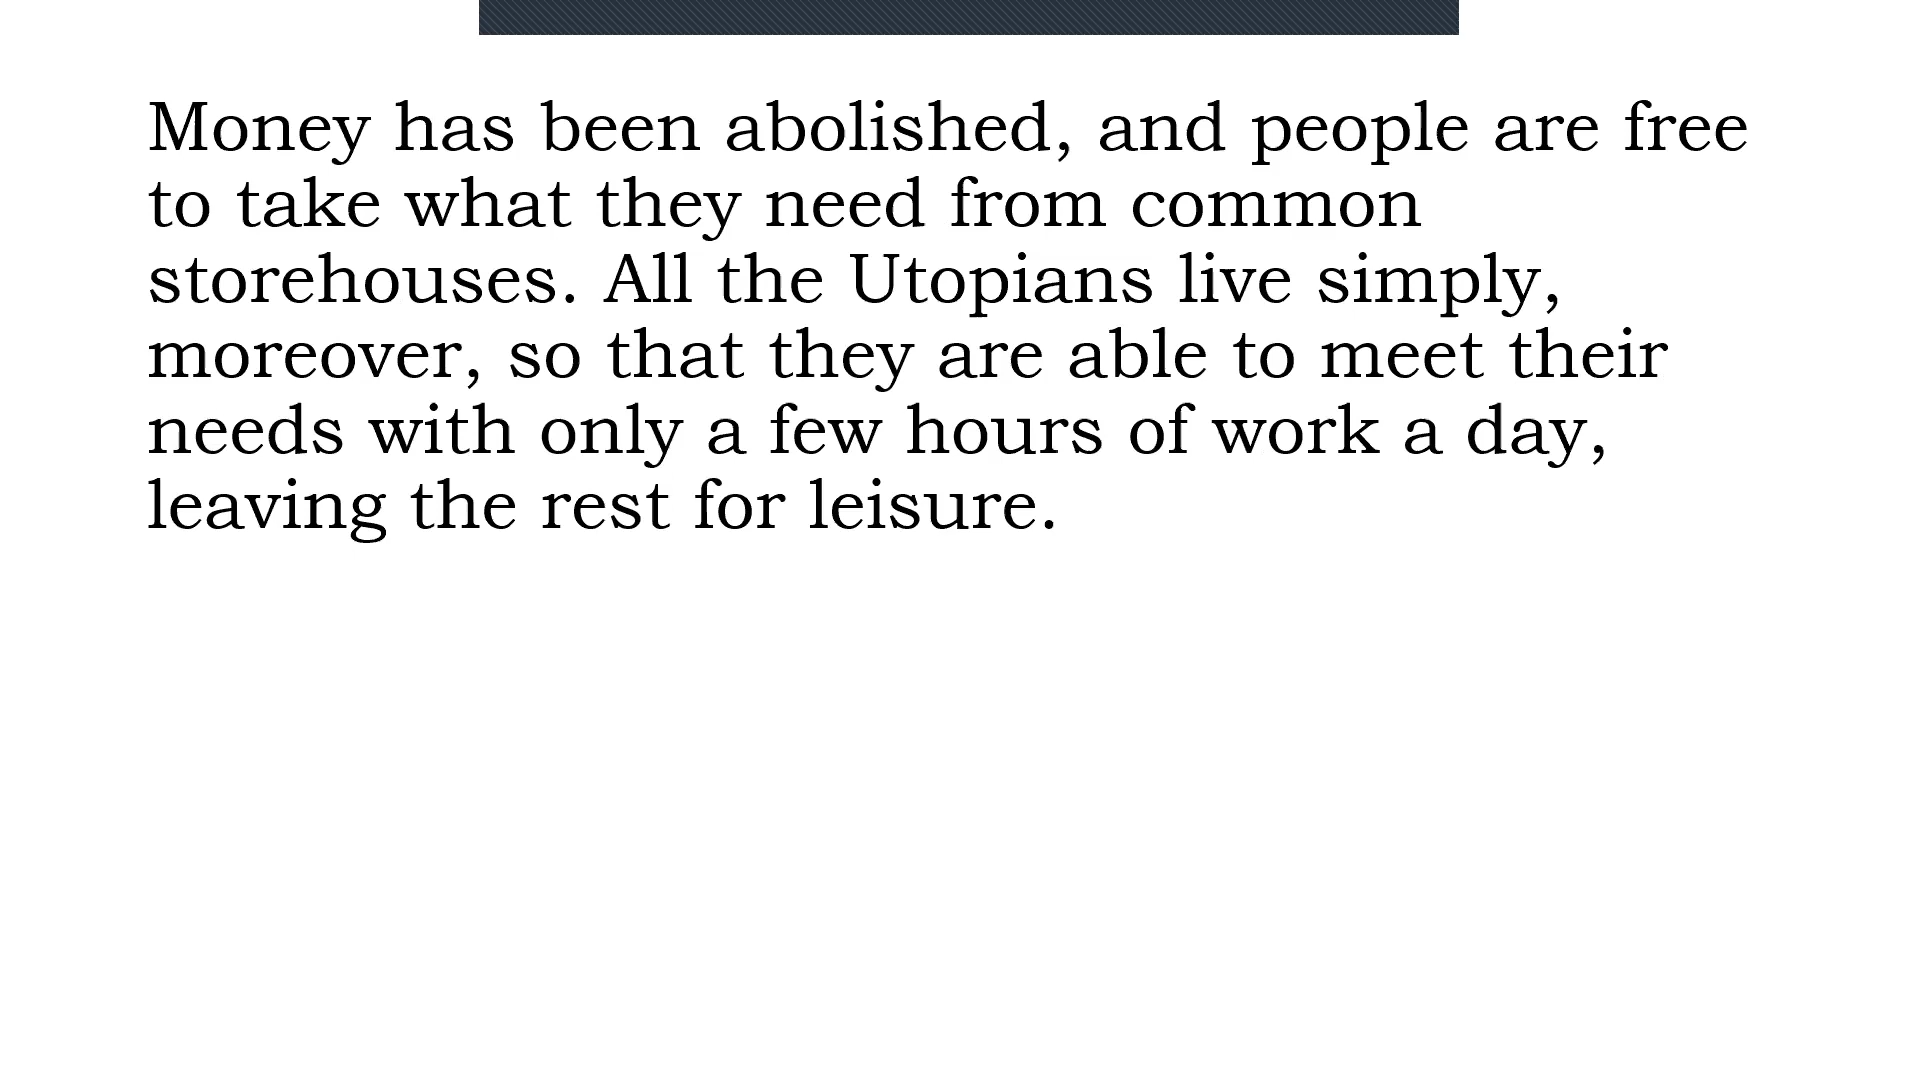 Money has been abolished, and people are free
to take what they need from common
storehouses. All the Utopians live simply,
moreover, so that they are able to meet their
needs with only a few hours of work a day,
leaving the rest for leisure.